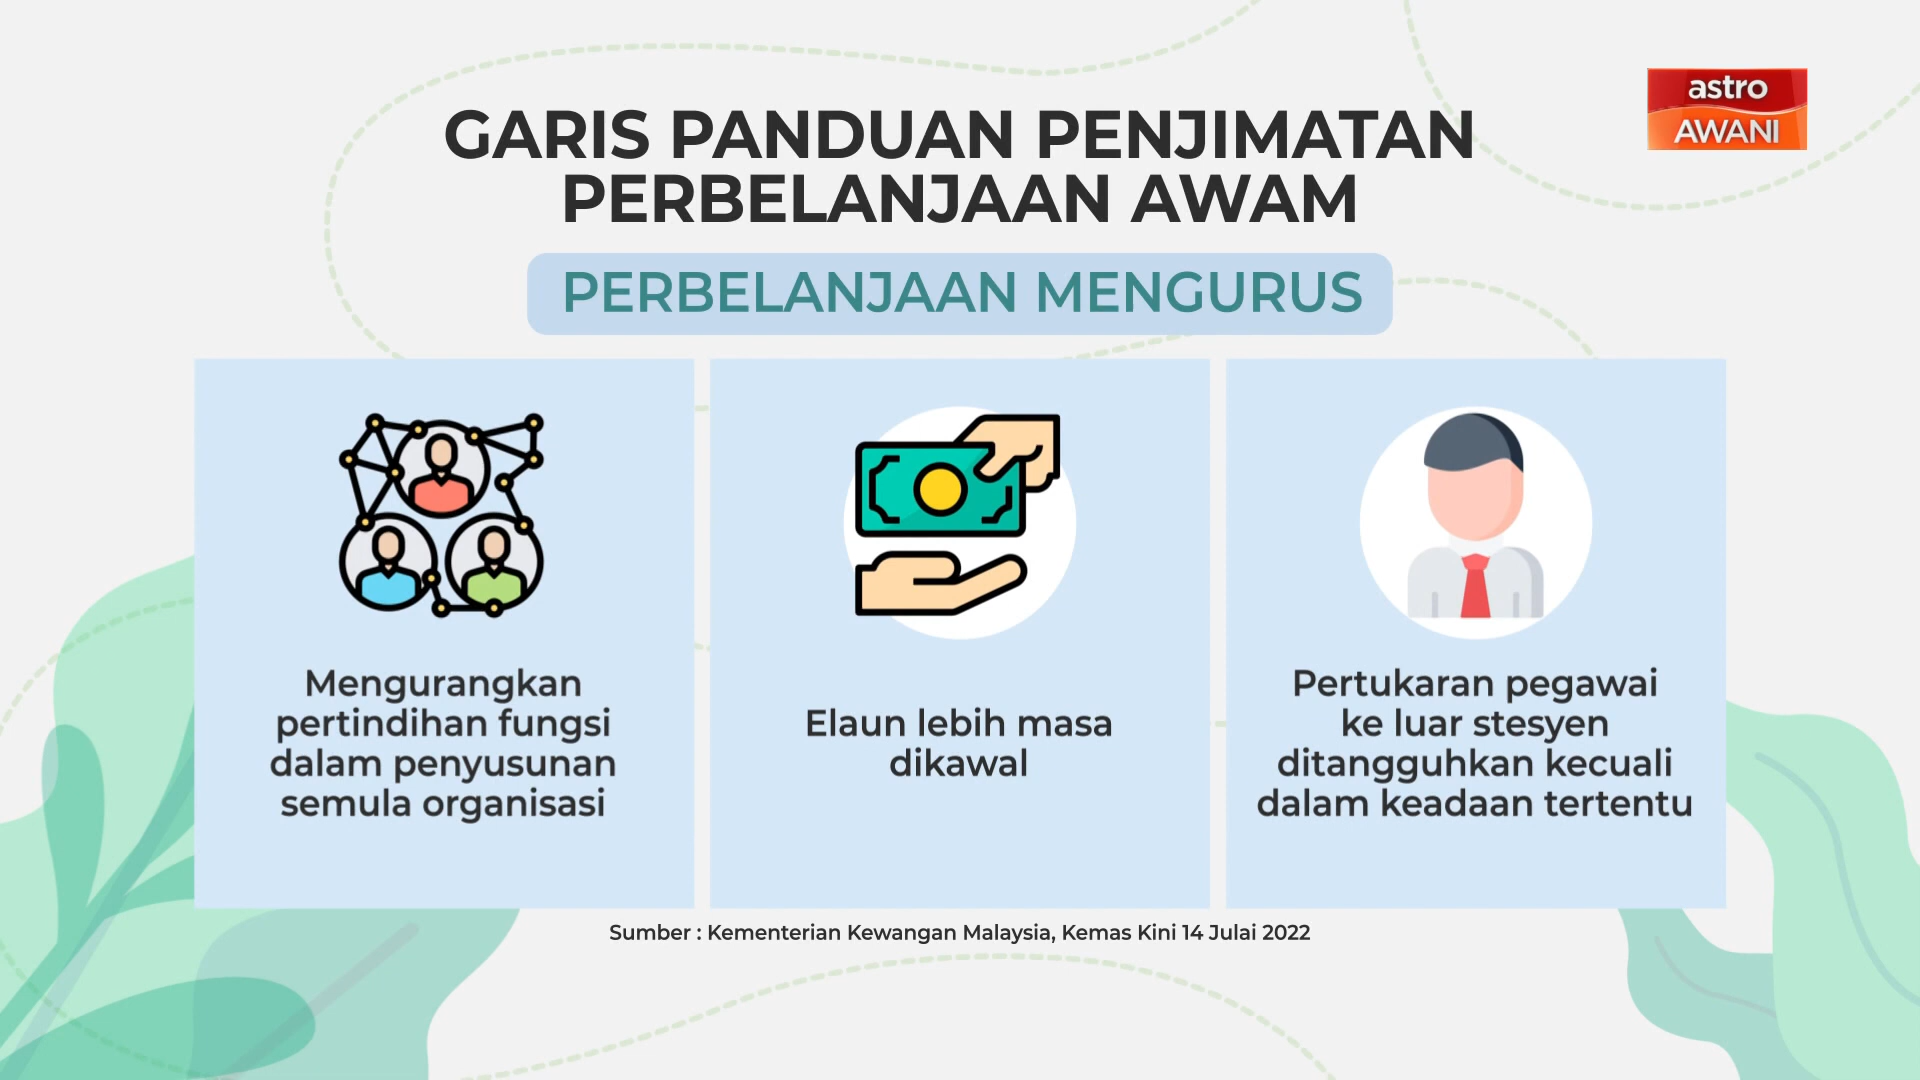 astro
AWANI
GARIS PANDUAN PENJIMATAN
PERBELANJAAN AWAM
PERBELANJAAN MENGURUS
Mengurangkan
pertindihan fungsi
dalam penyusunan
semula organisasi
Elaun lebih masa
dikawal
Pertukaran pegawai
ke luar stesyen
ditangguhkan kecuali
dalam keadaan tertentu
Sumber : Kementerian Kewangan Malaysia, Kemas Kini 14 Julai 2022